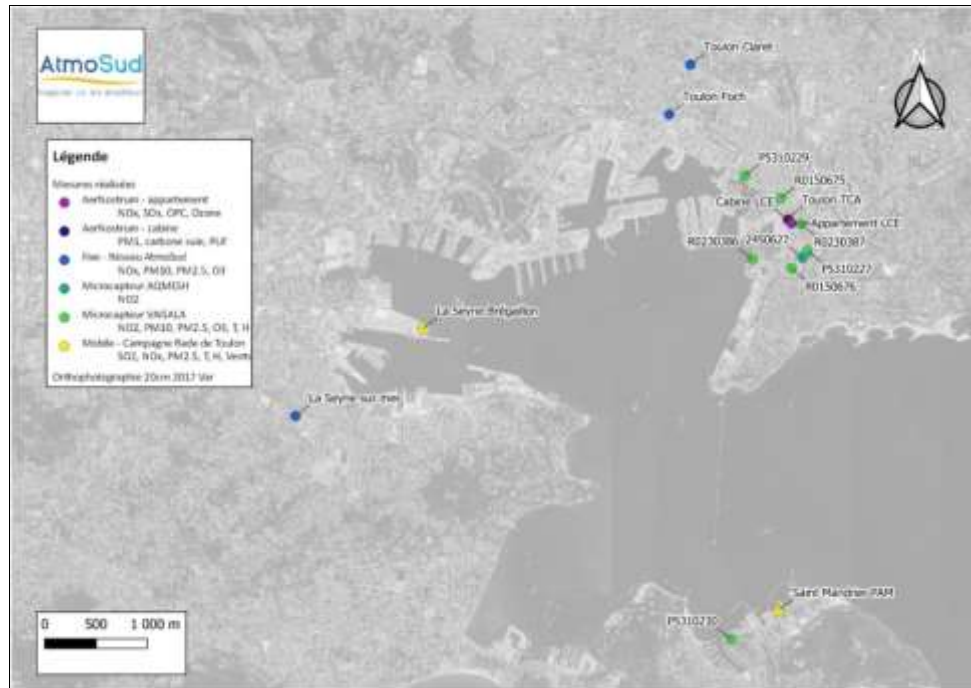 AtmoSud
Toulon Claret
Toulon Foch
N
Légende
Mesures réalisées
Aerticostrum - appartement
NOx, SOx, OPC, Ozone
Aerticostrum - cabine
PM1, carbone suie, PUF
Fixe - Réseau AtmoSud
NOx, PM10, PM2.5, O3
Microcapteur AQMESH
NO2
Microcapteur VAISALA
NO2, PM10, PM2.5, O3, T, H
Mobile - Campagne Rade de Toulon
SO2, NOx, PM2.5, T, H, Vents
Orthophotographie 20cm 2017 Var
P5310229
R0150675
Cabine LCE
Toulon TCA
Appartement LCE
R0230386
2450627
R0230387
P5310227
R0150676
La Seyne Brégaillon
La Seyne sur mer
Saint Mandrier PAM
P5310230
0 500 1 000 m